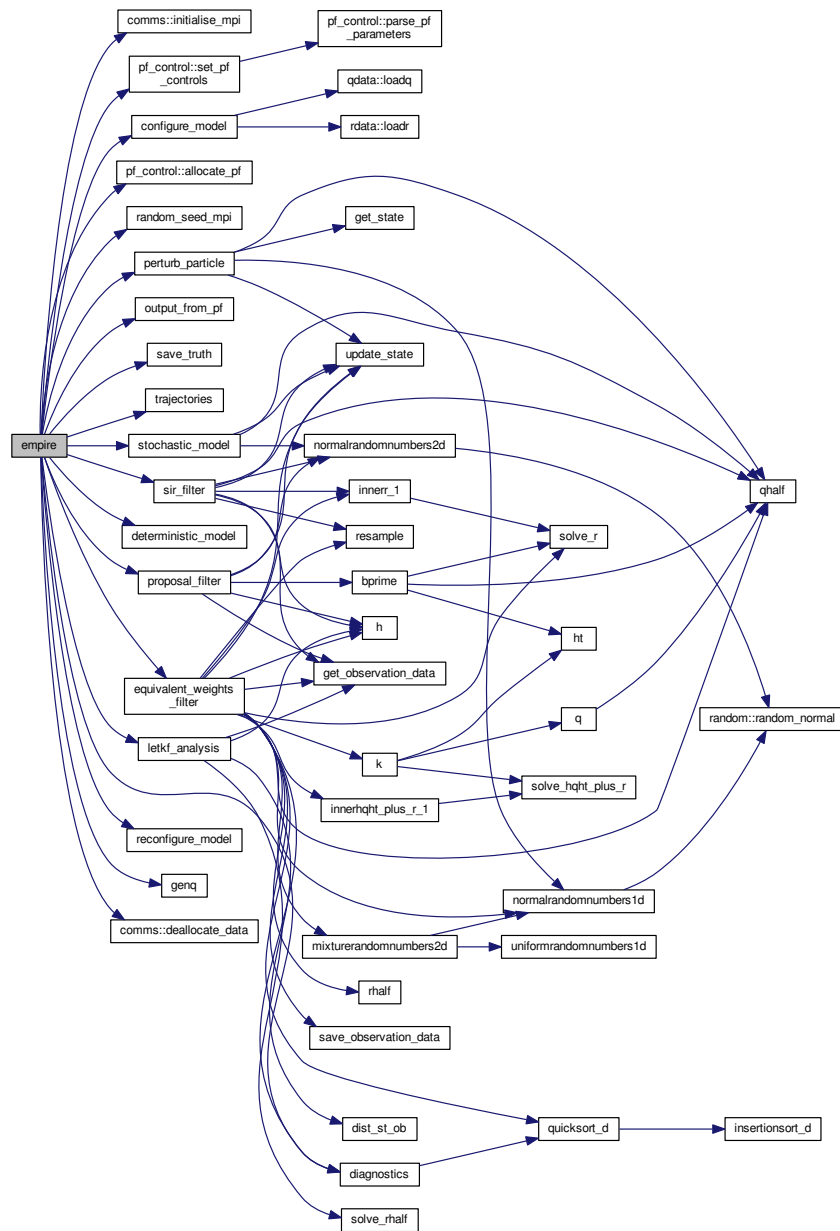 comms::initialise_mpi
pf_control::parse_pf
_parameters
pf_control::set_pf
_controls
qdata::loadq
configure_model
rdata::loadr
pf_control::allocate_pf
random_seed_mpi
get_state
perturb_particle
output_from_pf
save_truth
update_state
trajectories
empire
stochastic_model
normalrandomnumbers2d
sir_filter
innerr_1
qhalf
deterministic_model
resample
solve_r
proposal_filter
bprime
h
ht
get_observation_data
equivalent_weights
_filter
q
random::random_normal
letkf_analysis
k
solve_hqht_plus_r
innerhqht_plus_r_1
reconfigure_model
genq
normalrandomnumbers1d
comms::deallocate_data
mixturerandomnumbers2d
uniformrandomnumbers1d
rhalf
save_observation_data
dist_st_ob
quicksort_d
insertionsort_d
diagnostics
solve_rhalf